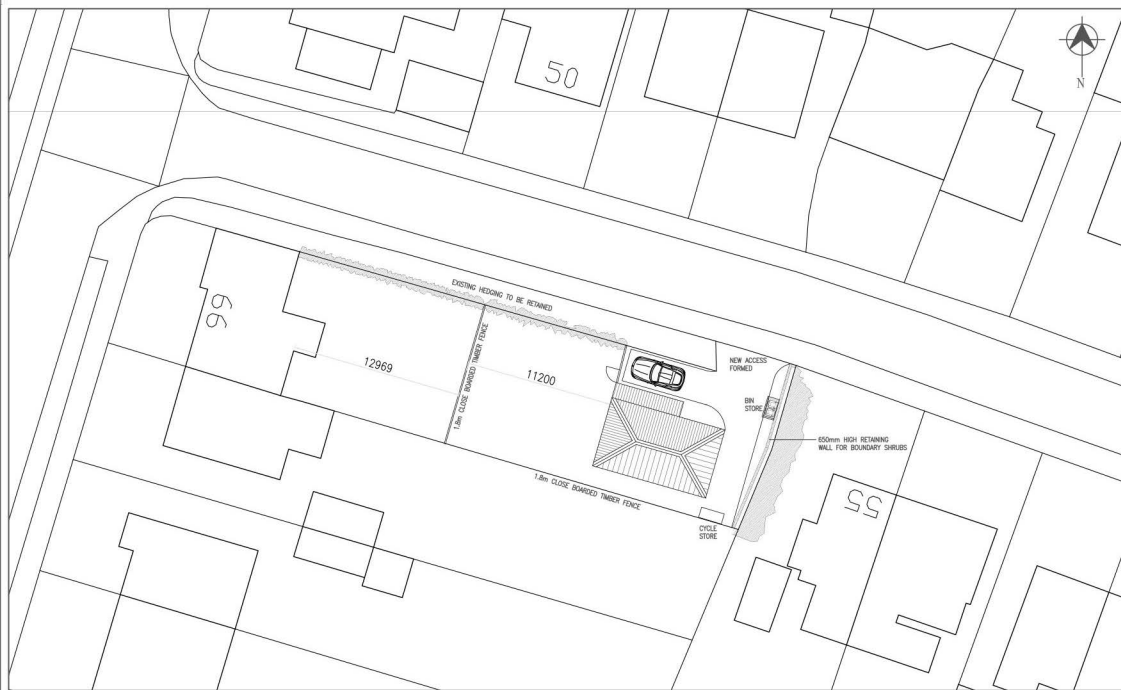 50
N
EXISTING HEDGING TO BE RETAINED
99
12969
1.8m CLOSE BOARDED TIMBER FENCE
11200
NEW ACCESS
FORMED
BIN
STORE
650mm HIGH RETAINING
WALL FOR BOUNDARY SHRUBS
1.8m CLOSE BOARDED TIMBER FENCE
CYCLE
STORE
55